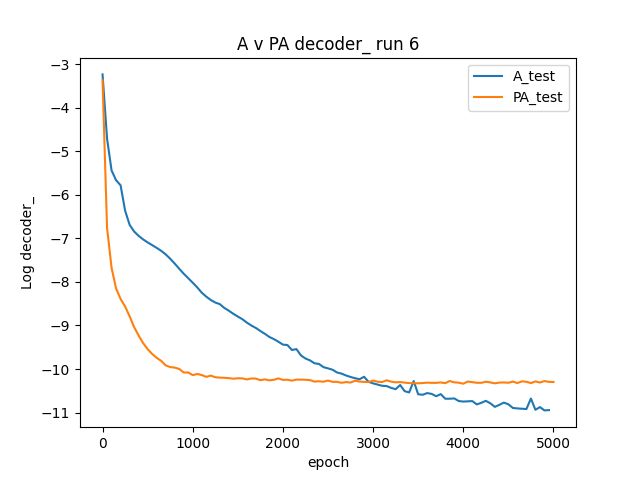 A v PA decoder_ run 6
A_test
PA_test
Log decoder_
−3
−4
−5
−6
−7
−8
−9
−10
−11
0 1000 2000 3000 4000 5000
epoch